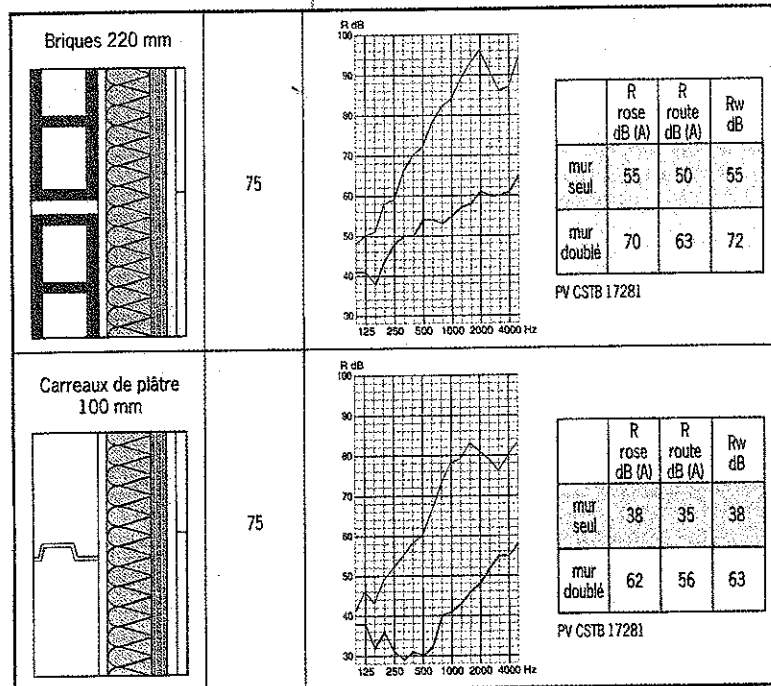 Briques 220 mm
75
R dB
100
90
80
70
60
50
40
30
125 250 500 1000 2000 4000 Hz
R rose dB (A)
R route dB (A)
Rw dB
mur seul 55 50 55
mur doublé 70 63 72
PV CSTB 17281
Carreaux de plâtre
100 mm
75
R dB
100
90
80
70
60
50
40
30
125 250 500 1000 2000 4000 Hz
R rose dB (A)
R route dB (A)
Rw dB
mur seul 38 35 38
mur doublé 62 56 63
PV CSTB 17281